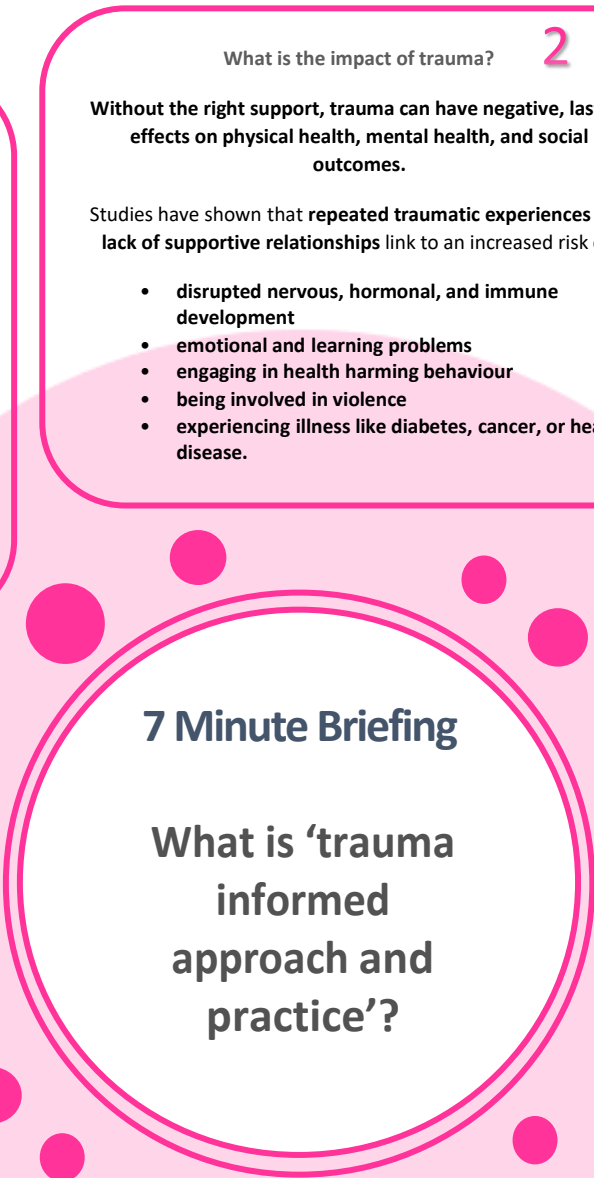 What is the impact of trauma? 2
Without the right support, trauma can have negative,
effects on physical health, mental health, and social
outcomes.
Studies have shown that repeated traumatic experiences
lack of supportive relationships link to an increased risk
• disrupted nervous, hormonal, and immune
development
• emotional and learning problems
• engaging in health harming behaviour
• being involved in violence
• experiencing illness like diabetes, cancer, or
disease.
7 Minute Briefing
What is ‘trauma
informed
approach and
practice’?